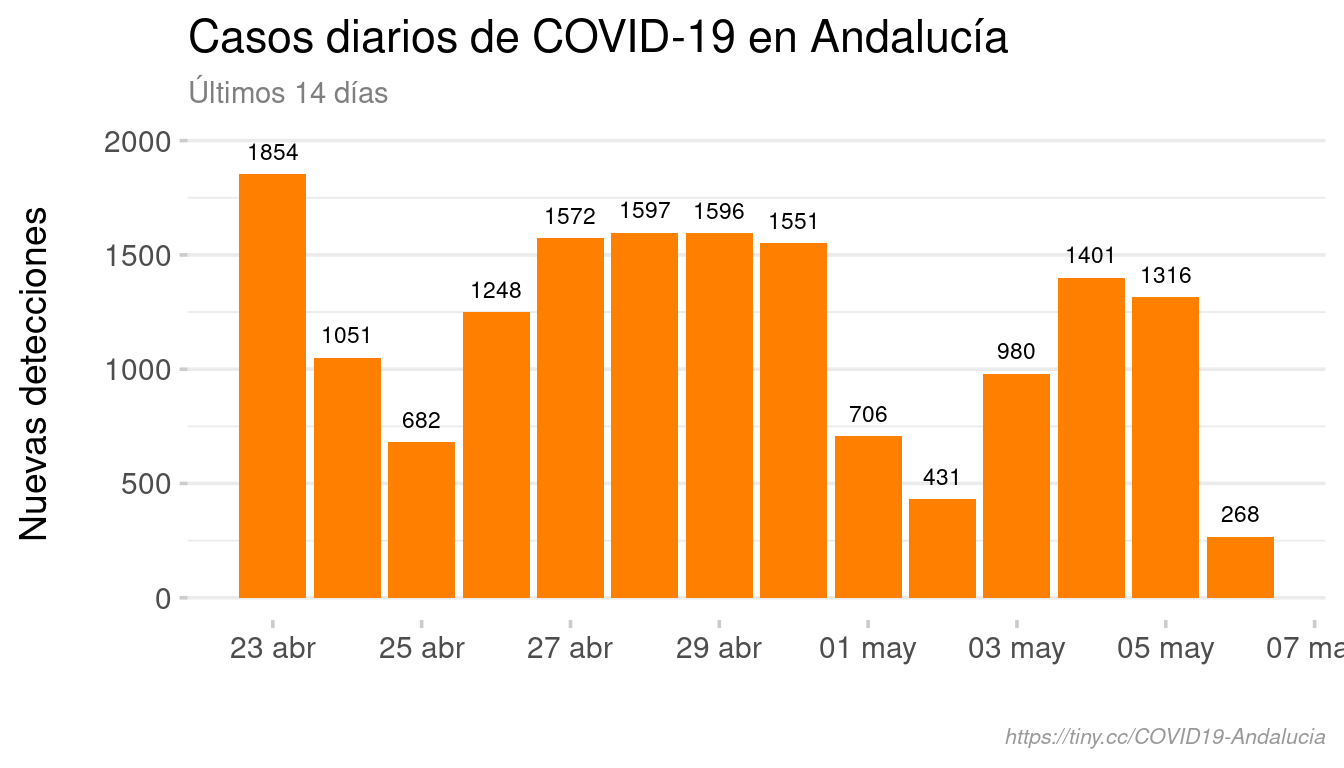 Casos diarios de COVID-19 en Andalucía
Últimos 14 días
Nuevas detecciones
2000
1500
1000
500
0
1854
1051
682
1248
1572
1597
1596
1551
706
431
980
1401
1316
268
23 abr
25 abr
27 abr
29 abr
01 may
03 may
05 may
07 ma
https://tiny.cc/COVID19-Andalucia